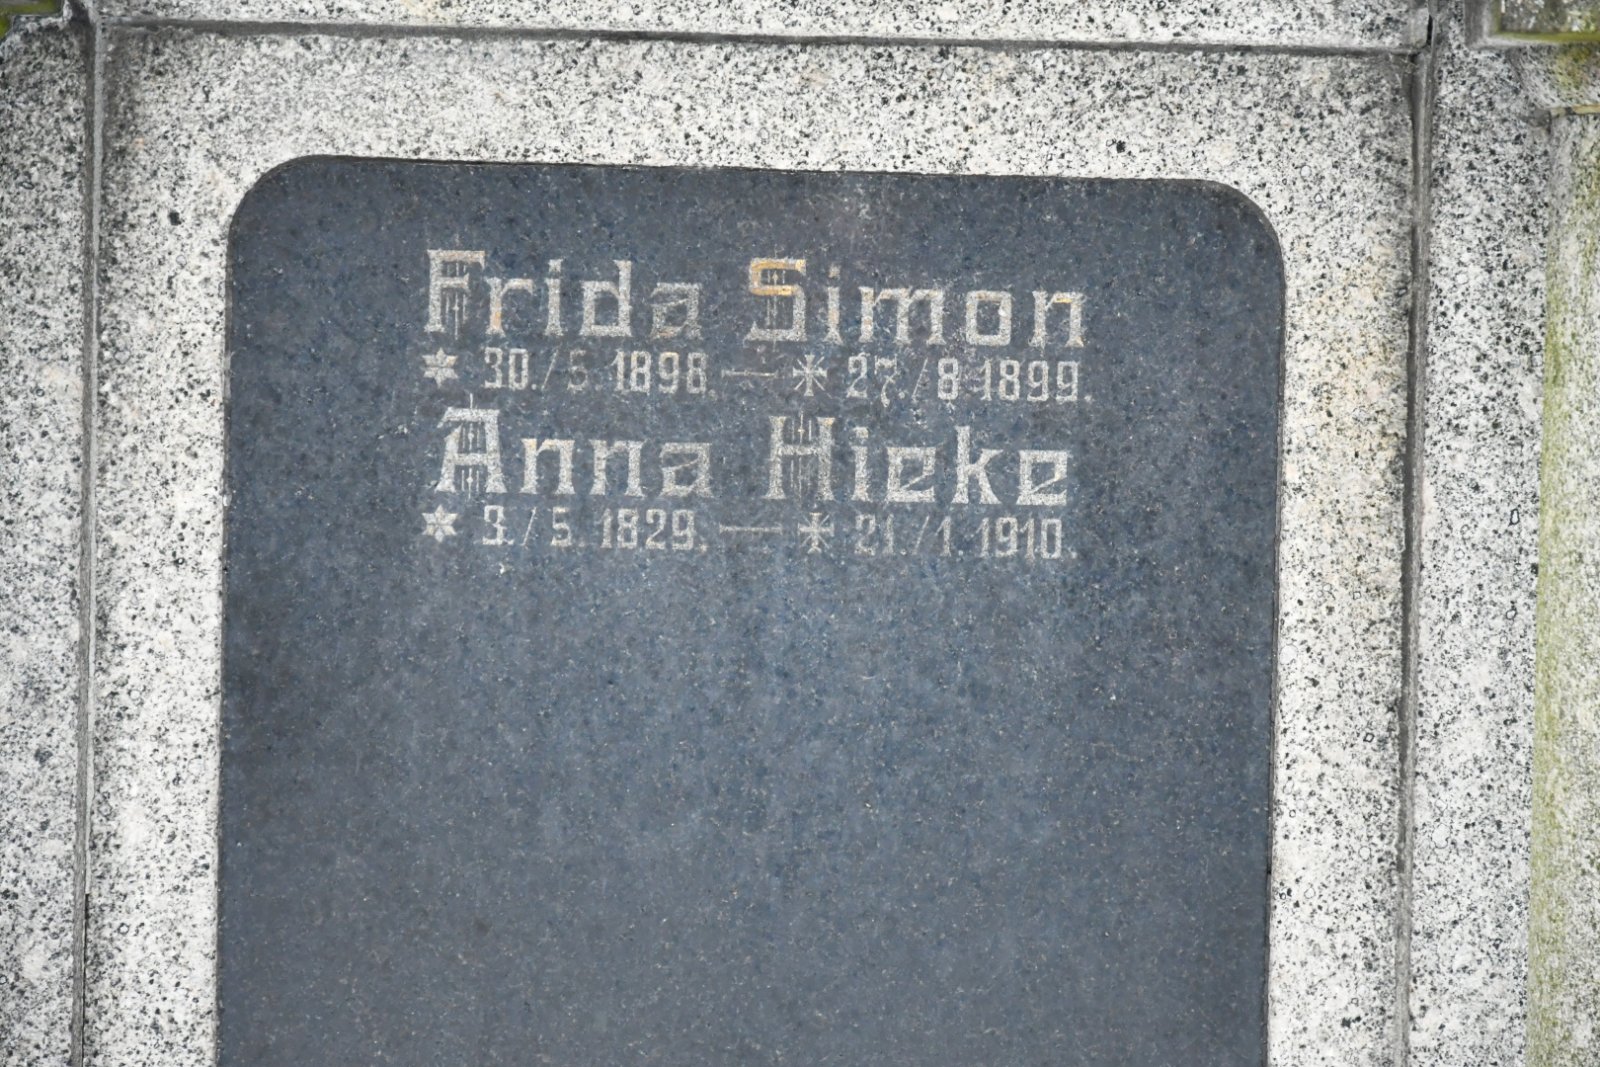 Frida Simon
* 30./5. 1898. — ✠ 27./8.1899.
Anna Hieke
* 3./5. 1829. — ✠ 21./1. 1910.